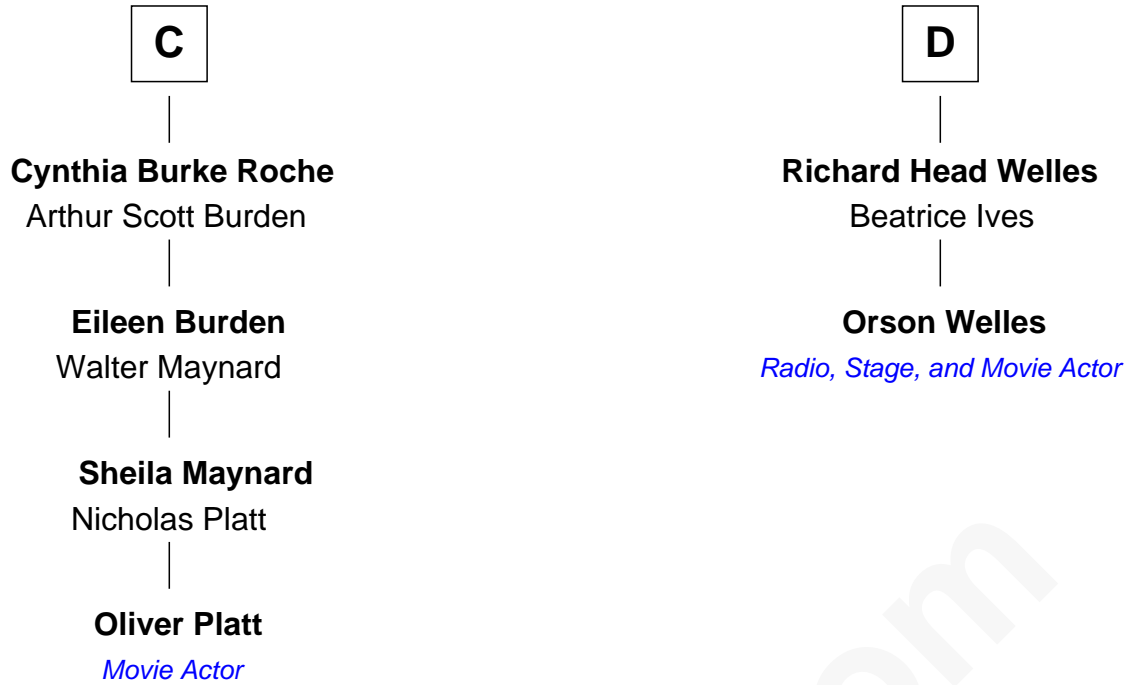 C
Cynthia Burke Roche
Arthur Scott Burden
Eileen Burden
Walter Maynard
Sheila Maynard
Nicholas Platt
Oliver Platt
Movie Actor
D
Richard Head Welles
Beatrice Ives
Orson Welles
Radio, Stage, and Movie Actor
om